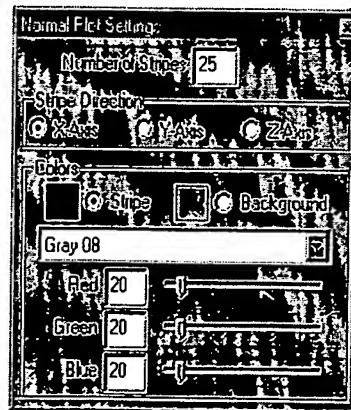 Normal Plot Settings
Number of Stripes 25
Stripe Direction
X-Axis Y-Axis Z-Axis
Colors
Stripe Background
Gray 08
Red 20
Green 20
Blue 20